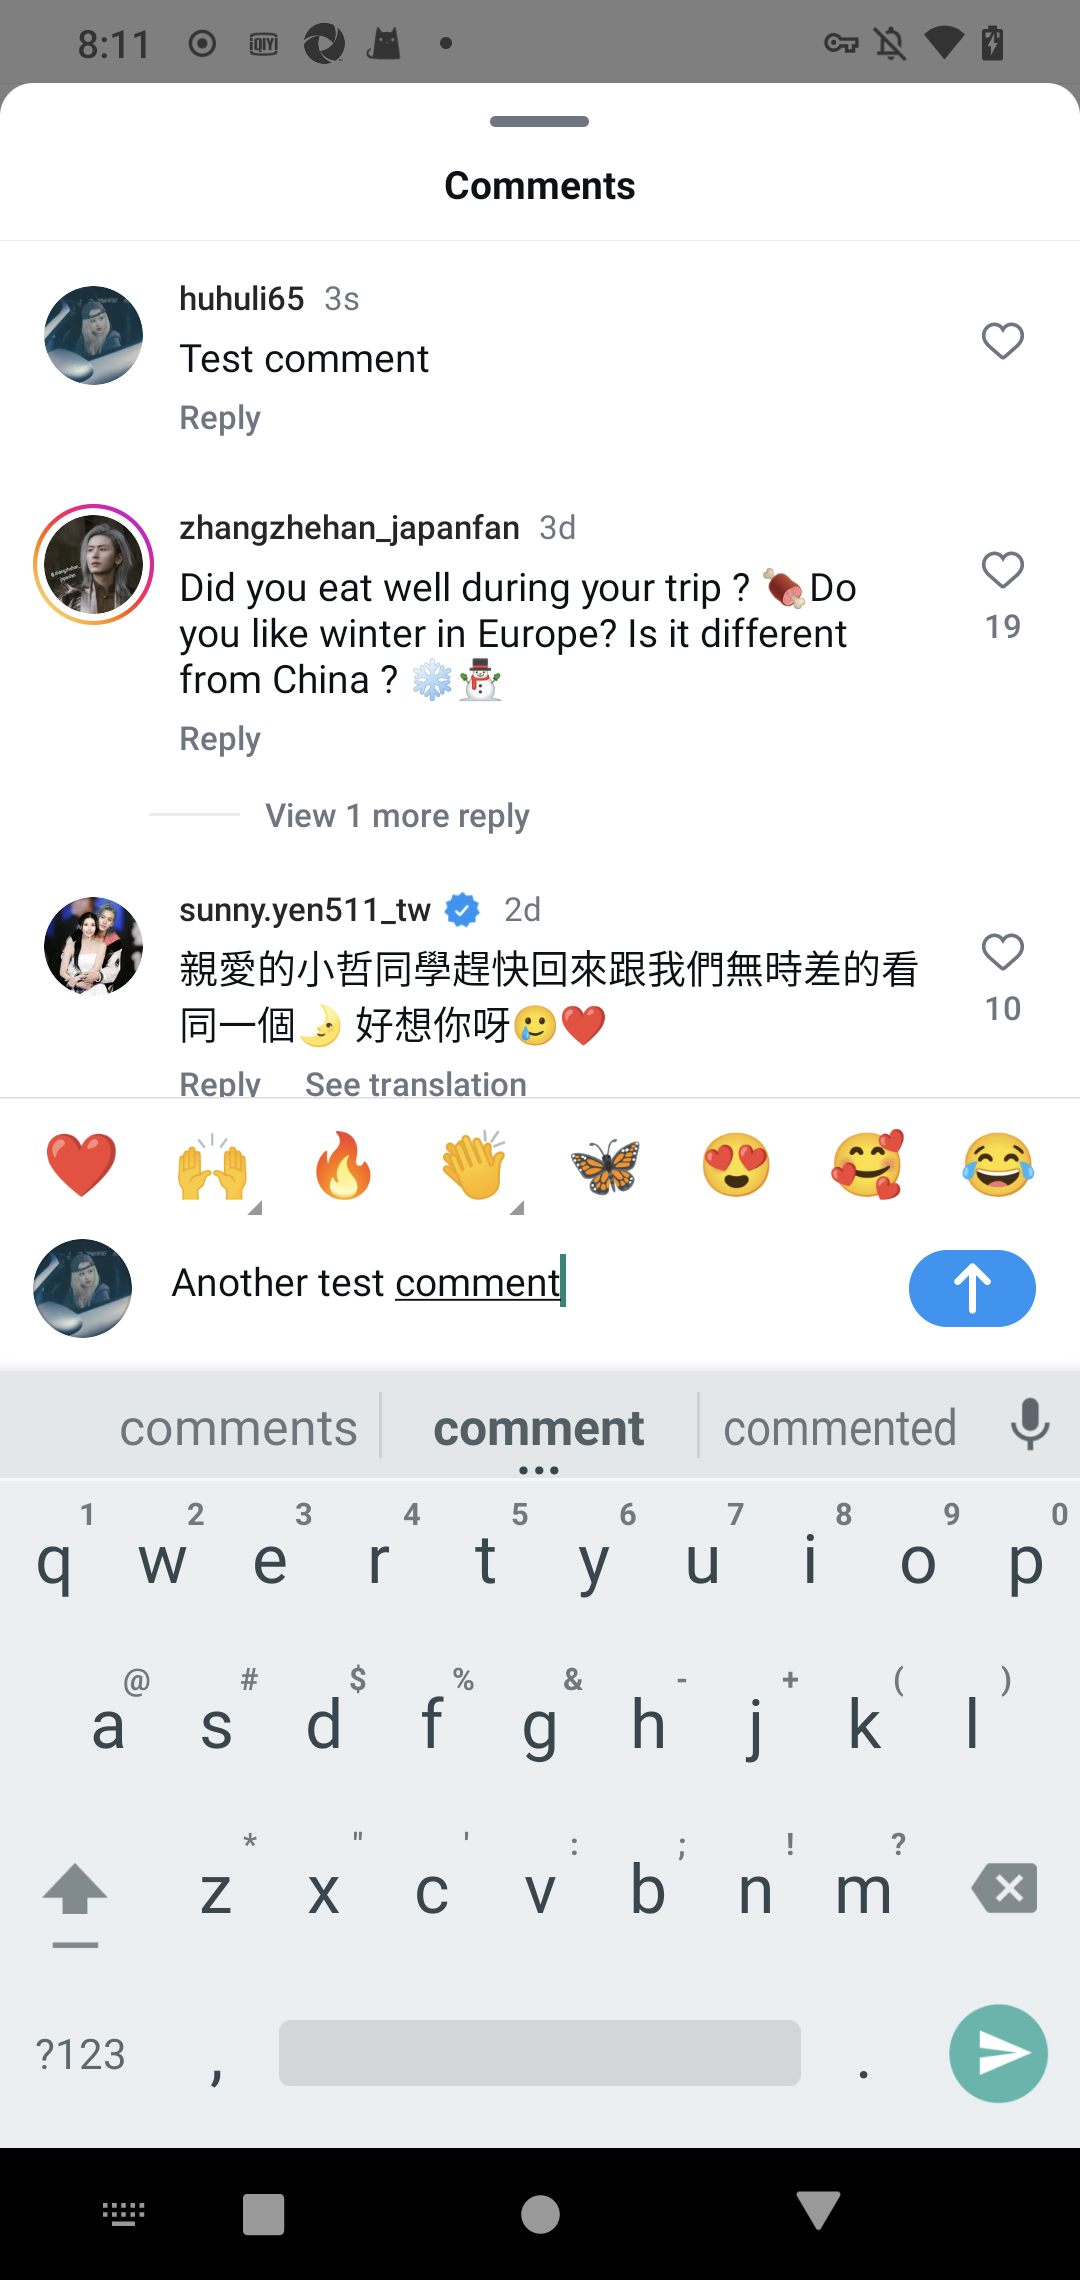 8:11
iQIYI
Comments
huhuli65 3s
Test comment
Reply
zhangzhehan_japanfan 3d
Did you eat well during your trip ? 🍖Do
you like winter in Europe? Is it different
from China ? ❄️⛄
19
Reply
View 1 more reply
sunny.yen511_tw 2d
親愛的小哲同學趕快回來跟我們無時差的看
同一個🌛 好想你呀🥲❤️
10
Reply See translation
❤️ 🙌 🔥 👏 🦋 😍 🥰 😂
Another test comment
comments comment commented
1 2 3 4 5 6 7 8 9 0
q w e r t y u i o p
@ # $ % & - + ( )
a s d f g h j k l
* " ' : ; ! ?
z x c v b n m
?123 , .